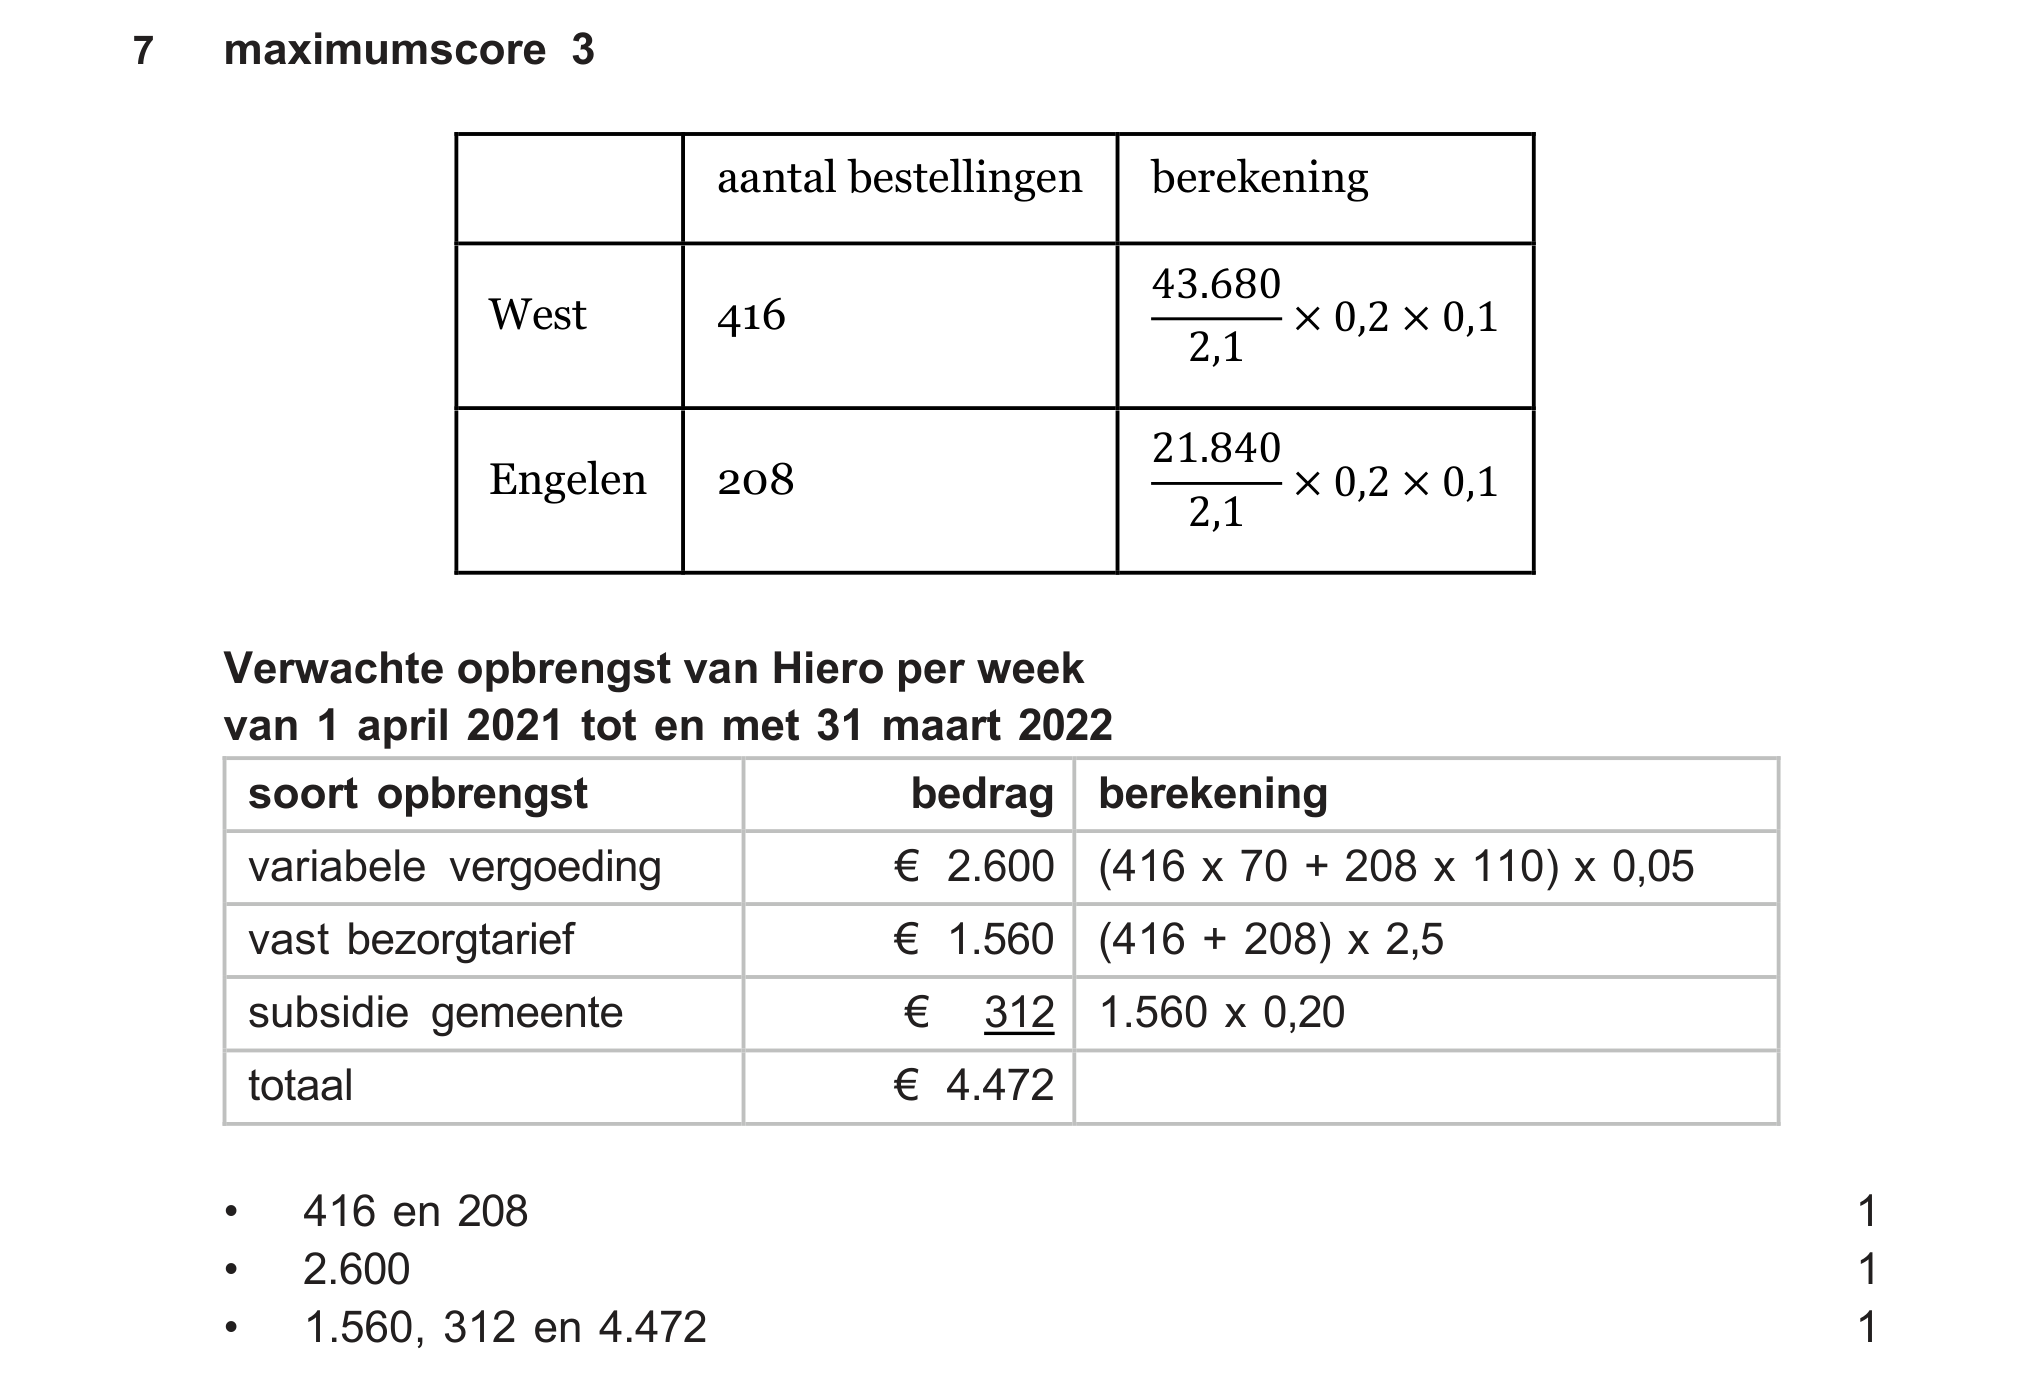 7 maximumscore 3
aantal bestellingen berekening
West 416 43.680 / 2,1 × 0,2 × 0,1
Engelen 208 21.840 / 2,1 × 0,2 × 0,1
Verwachte opbrengst van Hiero per week
van 1 april 2021 tot en met 31 maart 2022
soort opbrengst bedrag berekening
variabele vergoeding € 2.600 (416 x 70 + 208 x 110) x 0,05
vast bezorgtarief € 1.560 (416 + 208) x 2,5
subsidie gemeente € 312 1.560 x 0,20
totaal € 4.472
• 416 en 208 1
• 2.600 1
• 1.560, 312 en 4.472 1